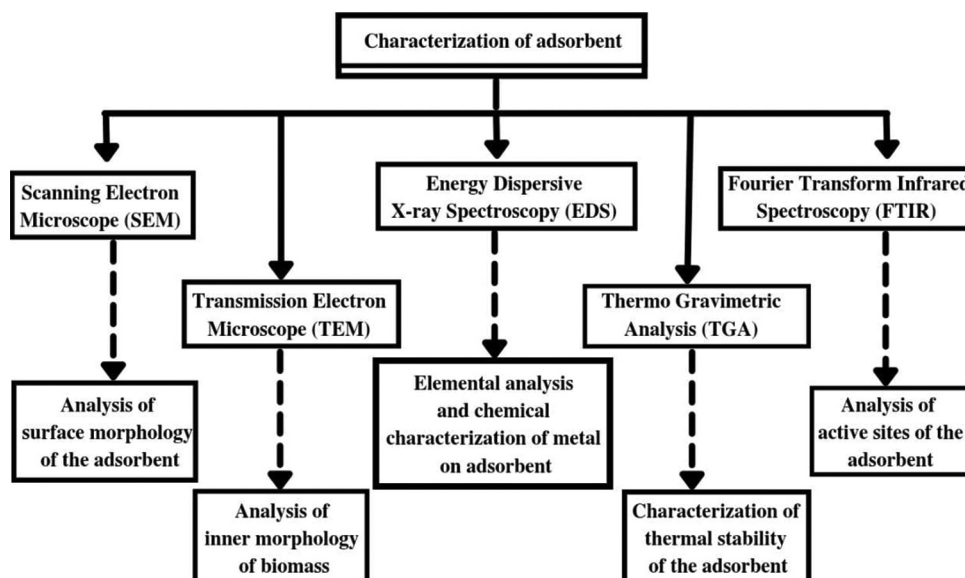 Characterization of adsorbent
Scanning Electron
Microscope (SEM)
Energy Dispersive
X-ray Spectroscopy (EDS)
Fourier Transform Infrared
Spectroscopy (FTIR)
Transmission Electron
Microscope (TEM)
Thermo Gravimetric
Analysis (TGA)
Analysis of
surface morphology
of the adsorbent
Elemental analysis
and chemical
characterization of metal
on adsorbent
Analysis of
active sites of the
adsorbent
Analysis of
inner morphology
of biomass
Characterization of
thermal stability
of the adsorbent